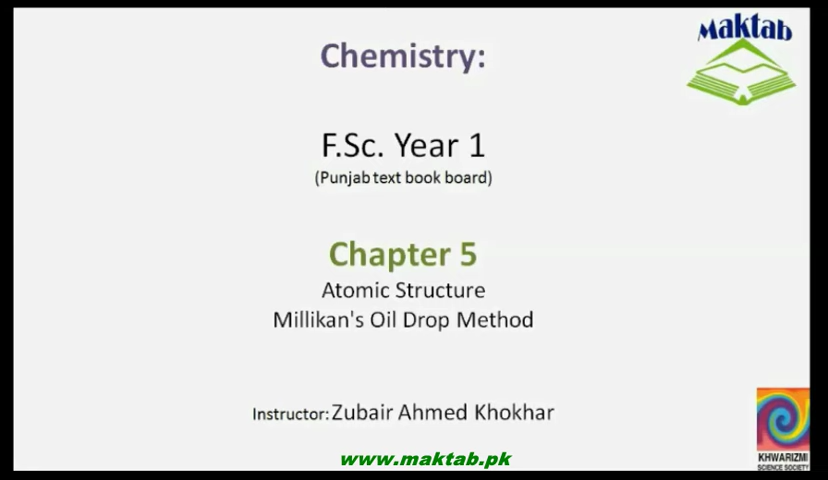 Maktab
Chemistry:
F.Sc. Year 1
(Punjab text book board)
Chapter 5
Atomic Structure
Millikan's Oil Drop Method
Instructor: Zubair Ahmed Khokhar
www.maktab.pk
KHWARIZMI
SCIENCE SOCIETY